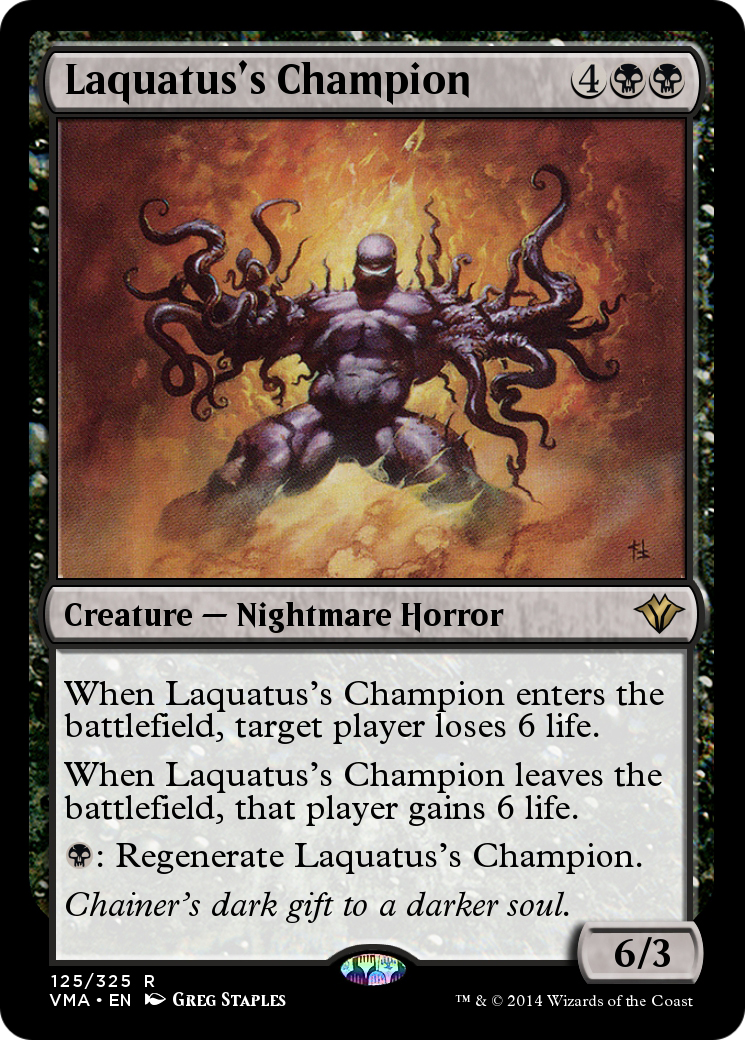 Laquatus's Champion 4
Creature — Nightmare Horror
When Laquatus's Champion enters the
battlefield, target player loses 6 life.
When Laquatus's Champion leaves the
battlefield, that player gains 6 life.
: Regenerate Laquatus's Champion.
Chainer's dark gift to a darker soul.
6/3
125/325 R
VMA • EN Greg Staples
™ & © 2014 Wizards of the Coast